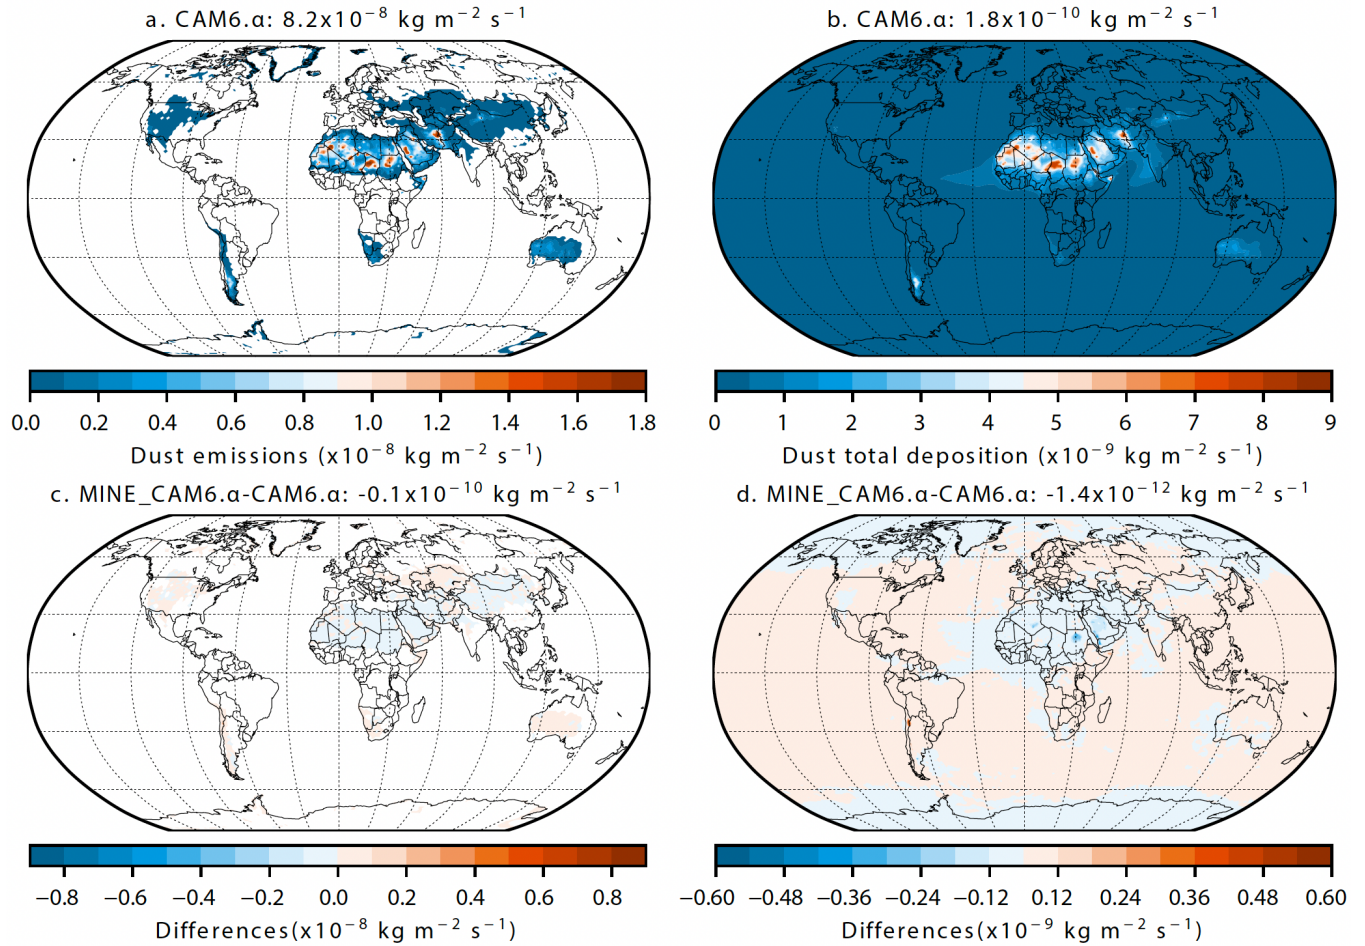 a. CAM6.α: 8.2x10⁻⁸ kg m⁻² s⁻¹
b. CAM6.α: 1.8x10⁻¹⁰ kg m⁻² s⁻¹
0.0 0.2 0.4 0.6 0.8 1.0 1.2 1.4 1.6 1.8
Dust emissions (x10⁻⁸ kg m⁻² s⁻¹)
0 1 2 3 4 5 6 7 8 9
Dust total deposition (x10⁻⁹ kg m⁻² s⁻¹)
c. MINE_CAM6.α-CAM6.α: -0.1x10⁻¹⁰ kg m⁻² s⁻¹
d. MINE_CAM6.α-CAM6.α: -1.4x10⁻¹² kg m⁻² s⁻¹
−0.8 −0.6 −0.4 −0.2 0.0 0.2 0.4 0.6 0.8
Differences(x10⁻⁸ kg m⁻² s⁻¹)
−0.60 −0.48 −0.36 −0.24 −0.12 0.12 0.24 0.36 0.48 0.60
Differences(x10⁻⁹ kg m⁻² s⁻¹)